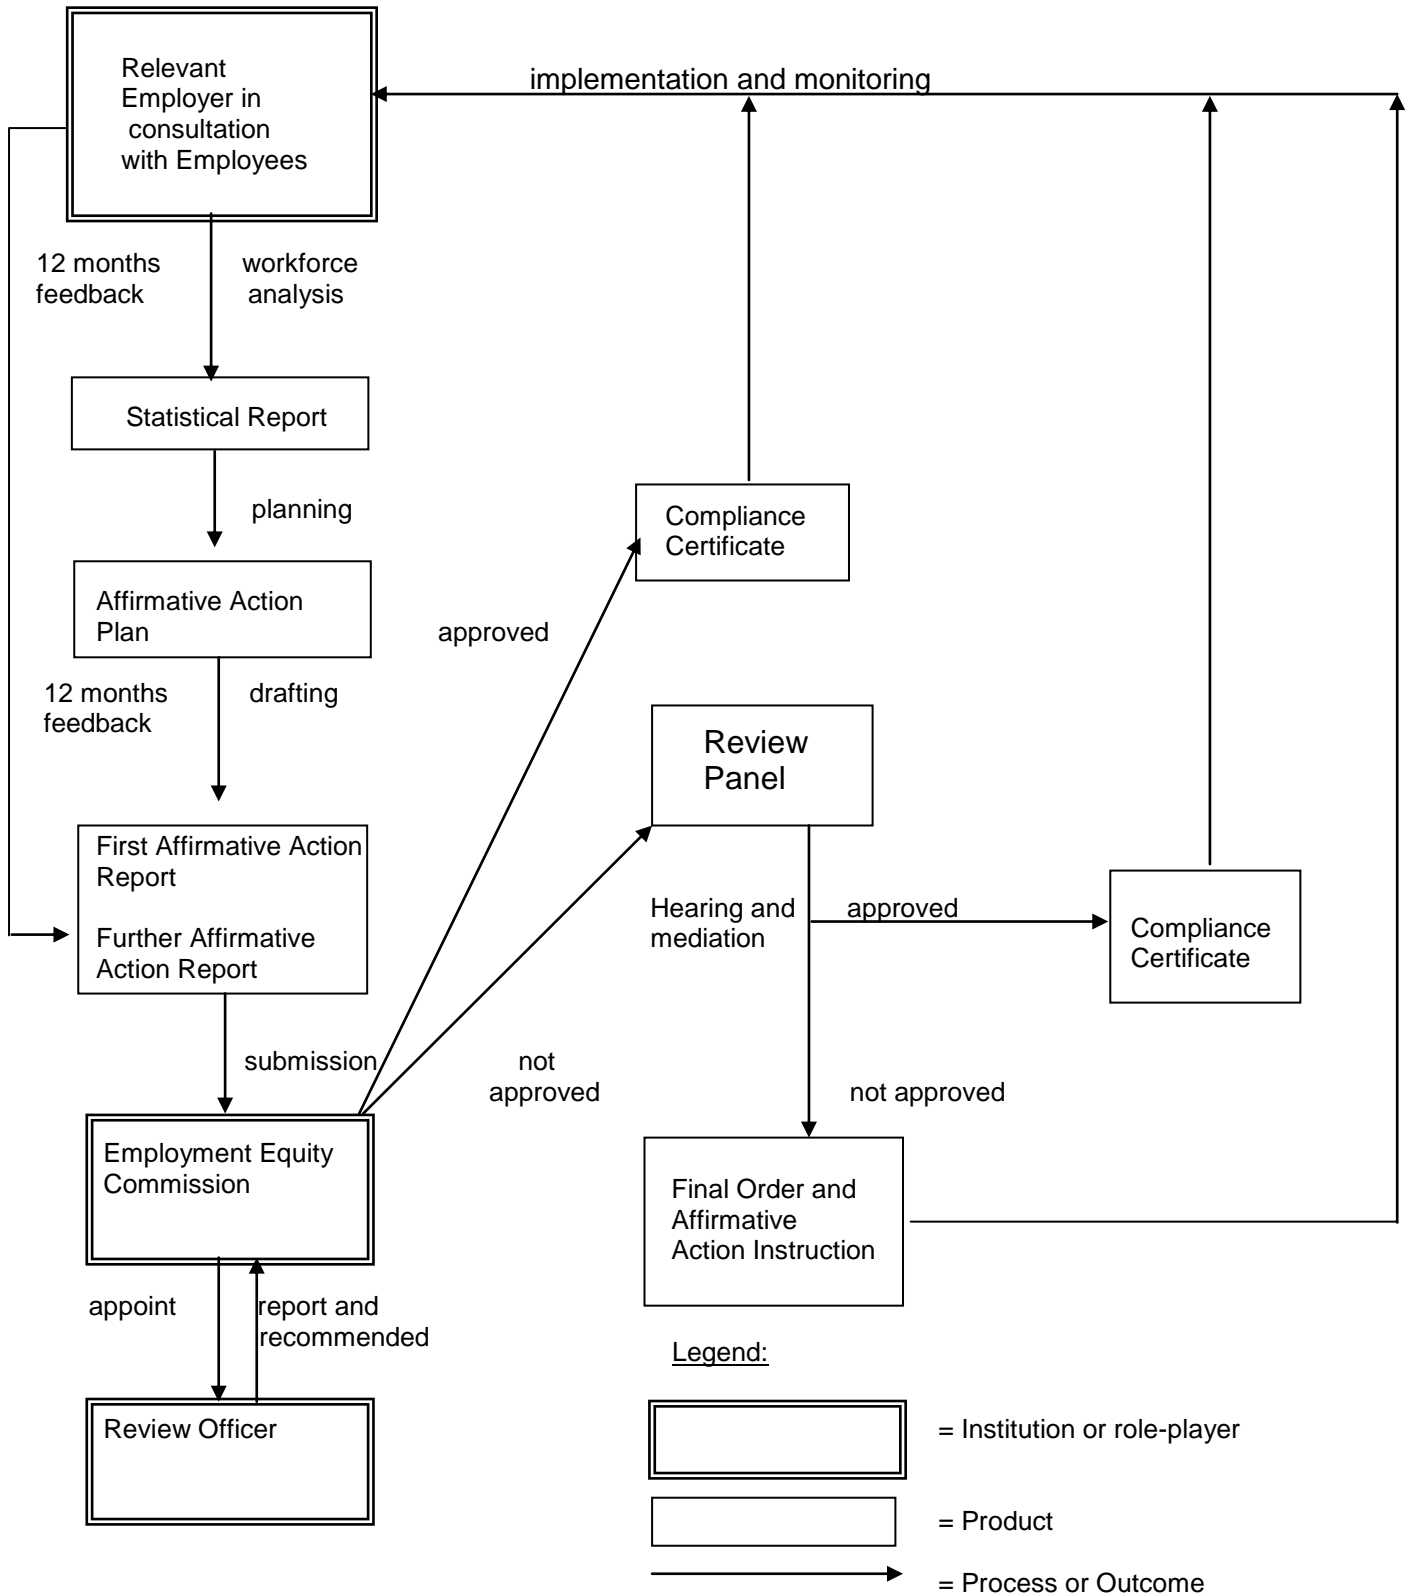 Relevant
Employer in
consultation
with Employees
implementation and monitoring
12 months
feedback
workforce
analysis
Statistical Report
planning
Compliance
Certificate
Affirmative Action
Plan
approved
12 months
feedback
drafting
Review
Panel
First Affirmative Action
Report
Further Affirmative
Action Report
Hearing and
mediation
approved
Compliance
Certificate
submission
not
approved
not approved
Employment Equity
Commission
Final Order and
Affirmative
Action Instruction
appoint
report and
recommended
Legend:
Review Officer
= Institution or role-player
= Product
= Process or Outcome